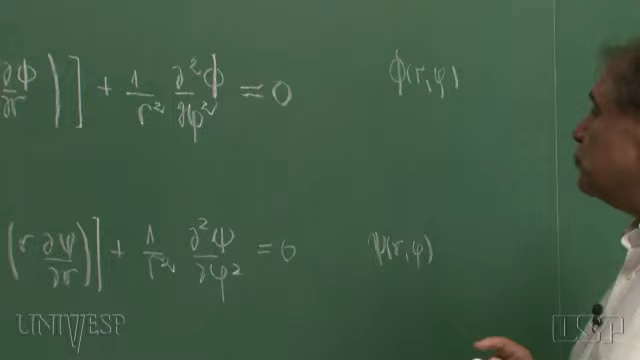 ∂ϕ/∂r )] + 1/r² ∂²ϕ/∂φ² ≈ 0 ϕ(r,φ)
(r ∂ψ/∂r)] + 1/r² ∂²ψ/∂φ² = 0 ψ(r,φ)
UNIVESP USP